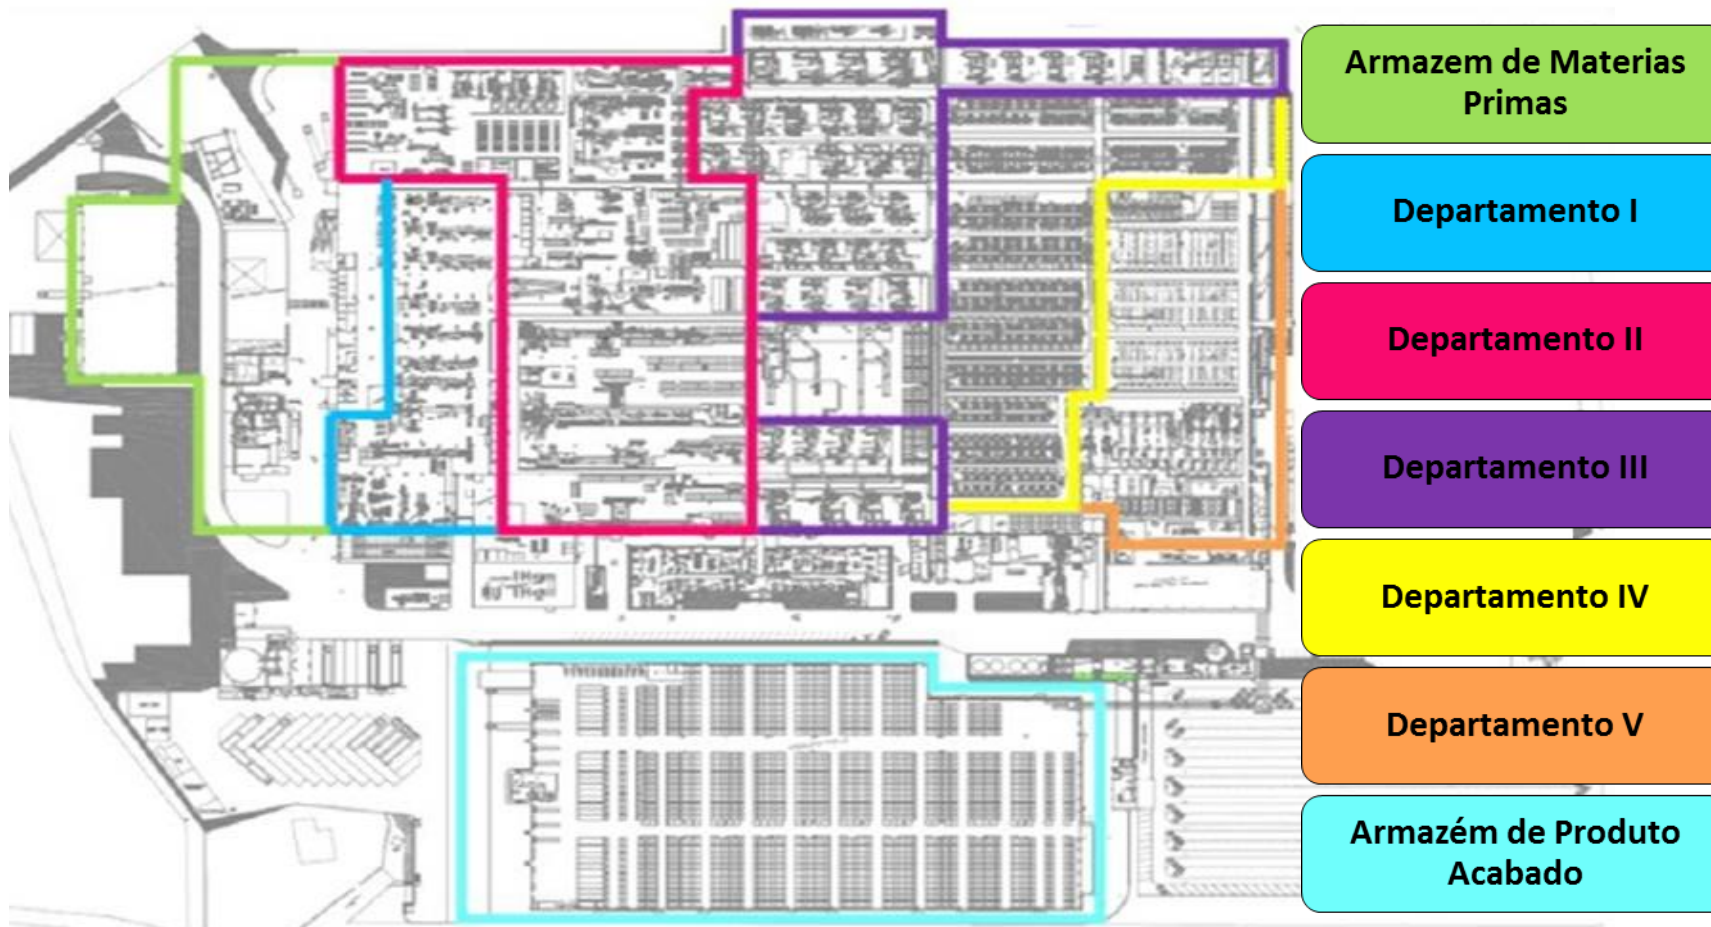 Armazem de Materias
Primas
Departamento I
Departamento II
Departamento III
Departamento IV
Departamento V
Armazém de Produto
Acabado